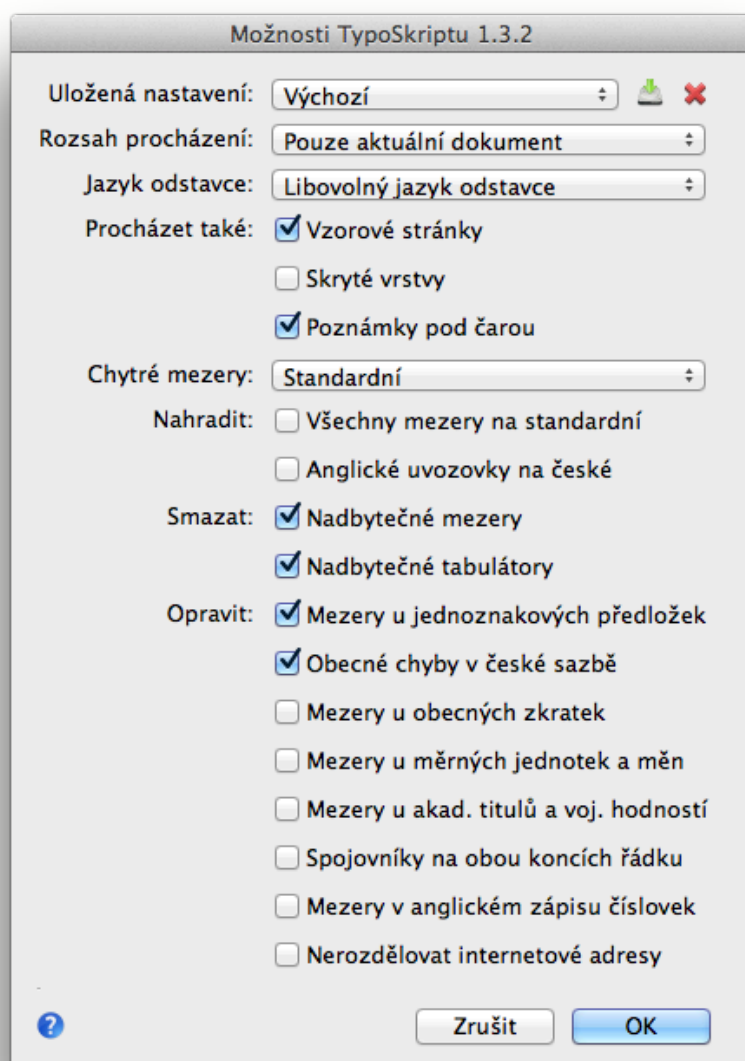 Možnosti TypoSkriptu 1.3.2
Uložená nastavení: Výchozí
Rozsah procházení: Pouze aktuální dokument
Jazyk odstavce: Libovolný jazyk odstavce
Procházet také: Vzorové stránky
Skryté vrstvy
Poznámky pod čarou
Chytré mezery: Standardní
Nahradit: Všechny mezery na standardní
Anglické uvozovky na české
Smazat: Nadbytečné mezery
Nadbytečné tabulátory
Opravit: Mezery u jednoznakových předložek
Obecné chyby v české sazbě
Mezery u obecných zkratek
Mezery u měrných jednotek a měn
Mezery u akad. titulů a voj. hodností
Spojovníky na obou koncích řádku
Mezery v anglickém zápisu číslovek
Nerozdělovat internetové adresy
? Zrušit OK